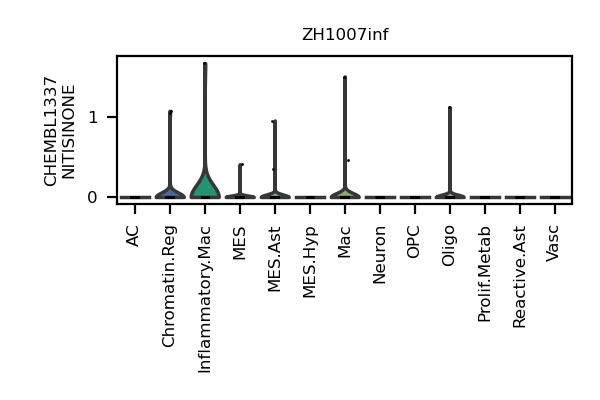 ZH1007inf
CHEMBL1337
NITISINONE
1
0
AC
Chromatin.Reg
Inflammatory.Mac
MES
MES.Ast
MES.Hyp
Mac
Neuron
OPC
Oligo
Prolif.Metab
Reactive.Ast
Vasc